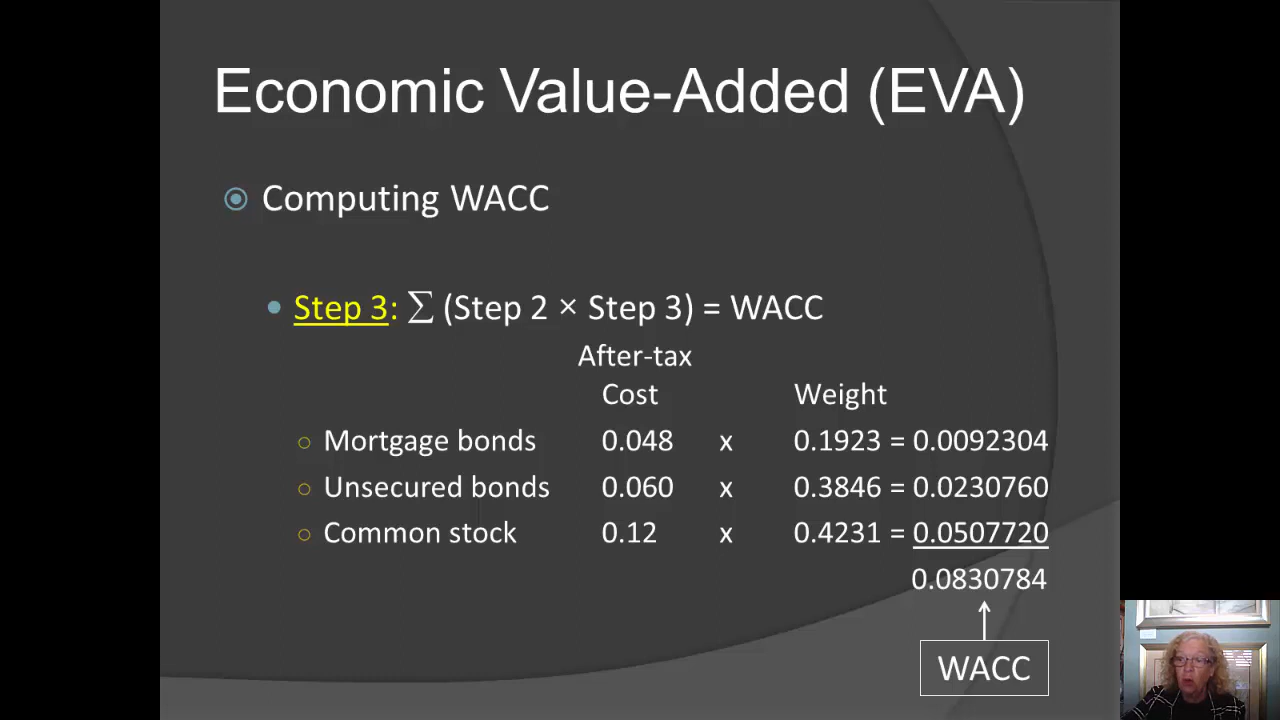 Economic Value-Added (EVA)
Computing WACC
Step 3: ∑ (Step 2 × Step 3) = WACC
After-tax
Cost Weight
Mortgage bonds 0.048 x 0.1923 = 0.0092304
Unsecured bonds 0.060 x 0.3846 = 0.0230760
Common stock 0.12 x 0.4231 = 0.0507720
0.0830784
WACC